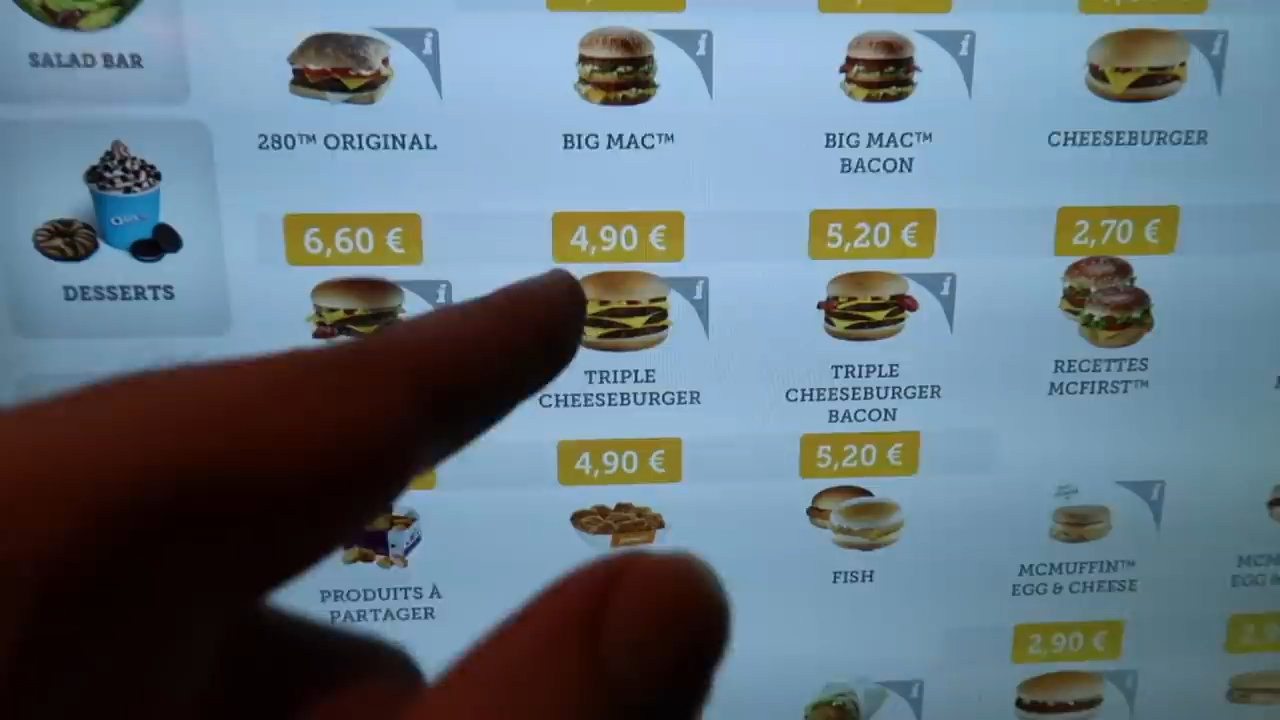 SALAD BAR
280™ ORIGINAL
BIG MAC™
BIG MAC™
BACON
CHEESEBURGER
6,60 €
4,90 €
5,20 €
2,70 €
DESSERTS
TRIPLE
CHEESEBURGER
TRIPLE
CHEESEBURGER
BACON
RECETTES
MCFIRST™
4,90 €
5,20 €
PRODUITS À
PARTAGER
FISH
MCMUFFIN™
EGG & CHEESE
EGG &
2,90 €